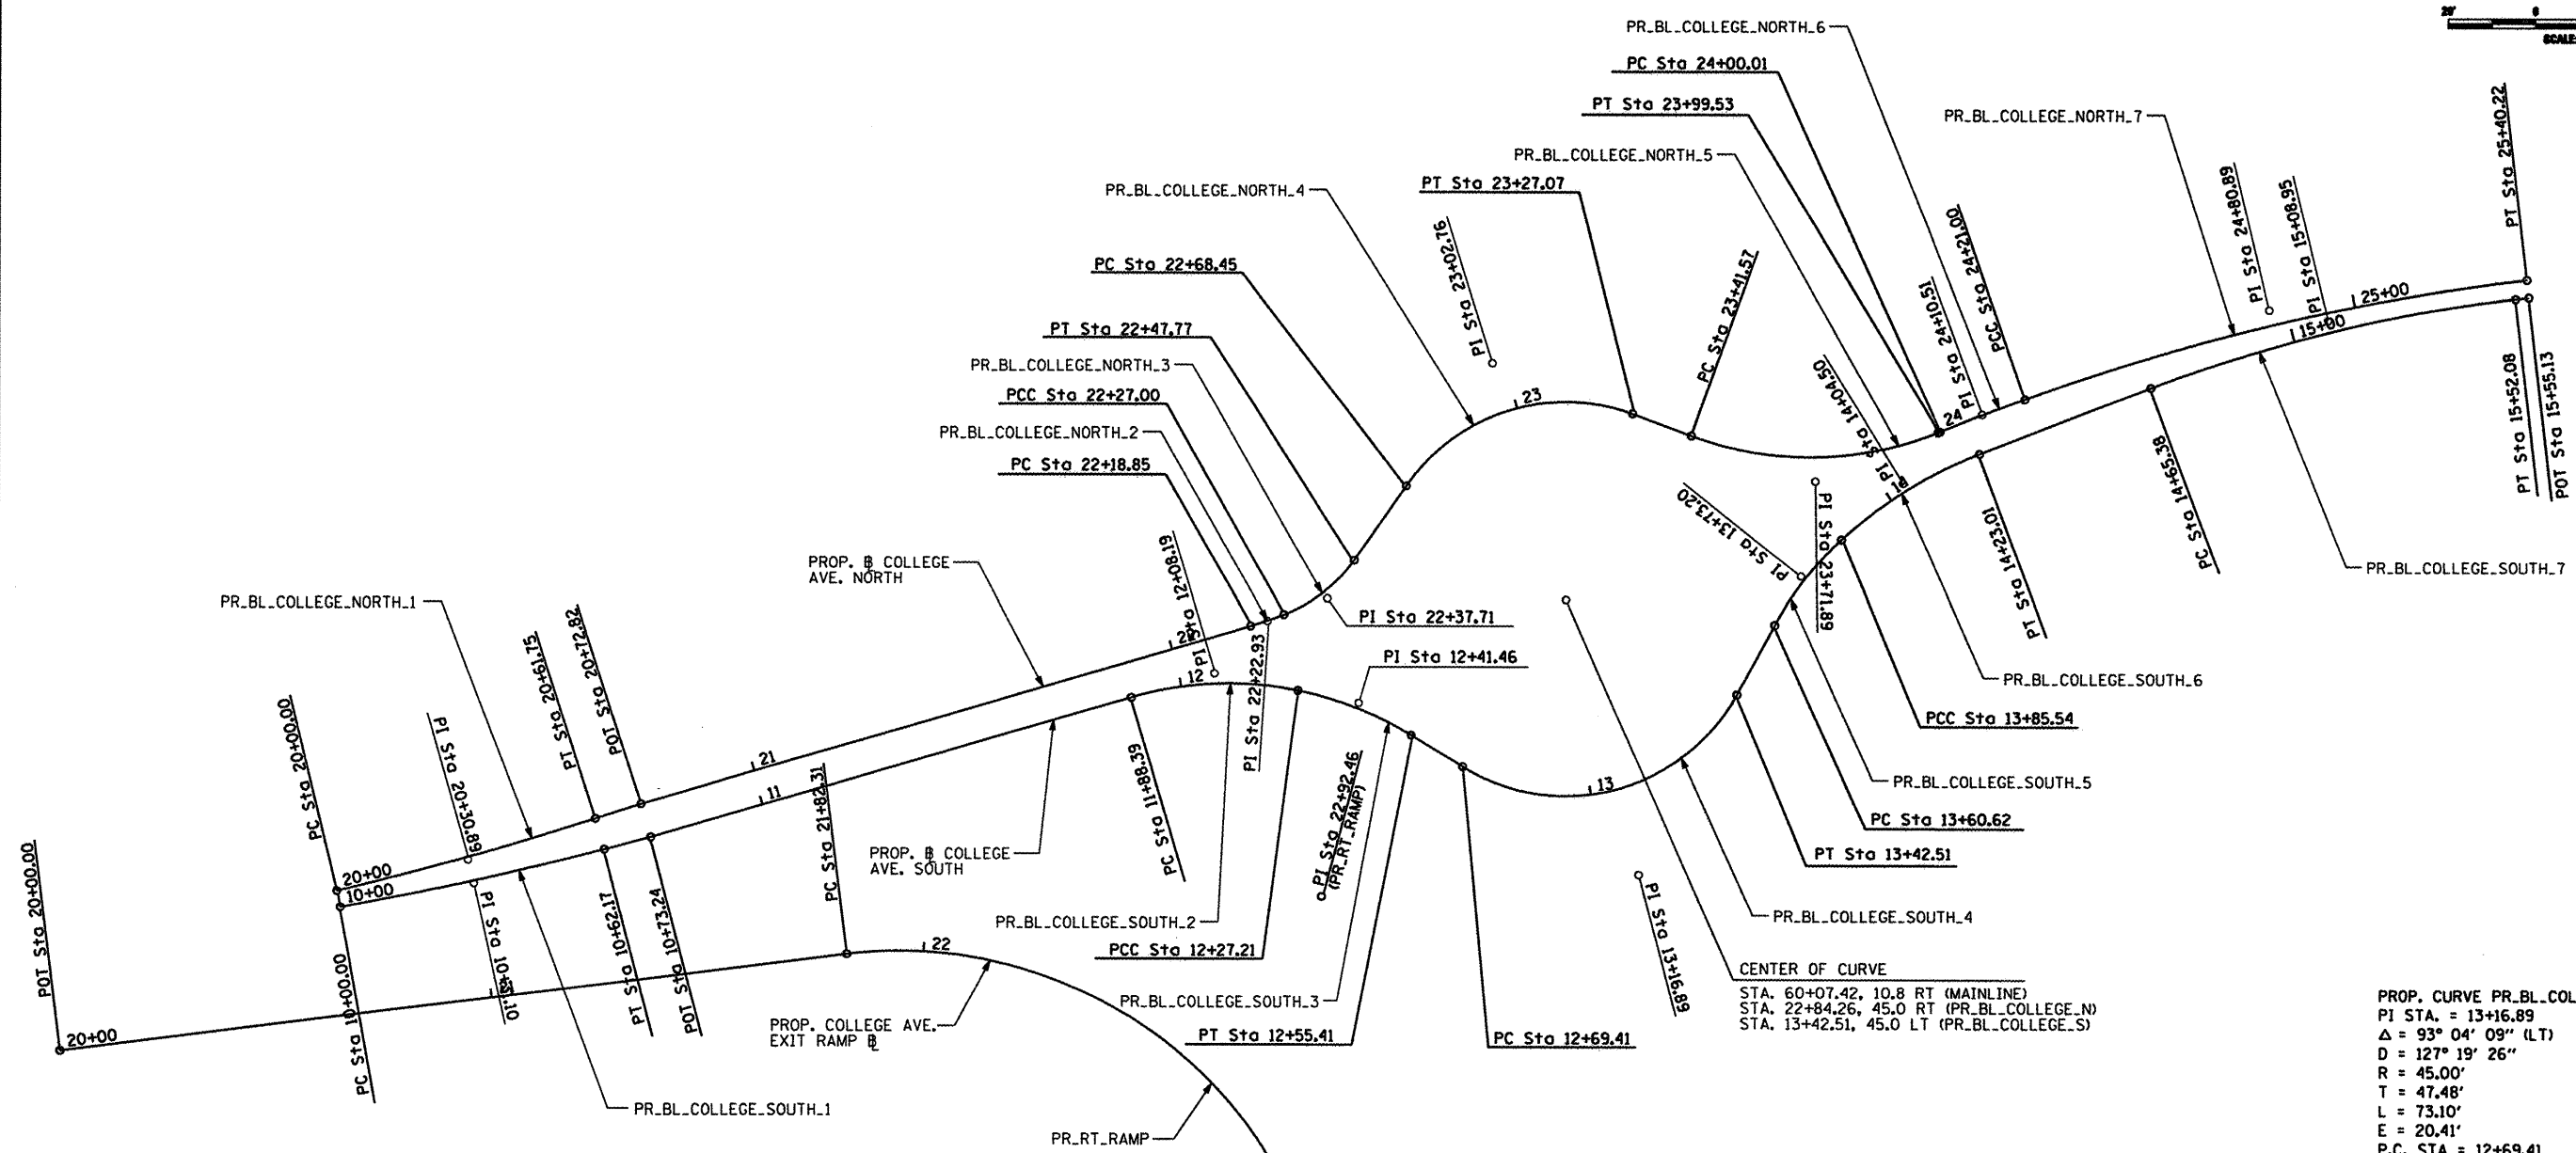 20' 0
SCALE
PR_BL_COLLEGE_NORTH_6
PC Sta 24+00.01
PT Sta 23+99.53
PR_BL_COLLEGE_NORTH_7
PR_BL_COLLEGE_NORTH_5
PT Sta 23+27.07
PR_BL_COLLEGE_NORTH_4
PC Sta 22+68.45
PI Sta 23+02.76
PC Sta 23+41.57
PI Sta 24+10.51
PCC Sta 24+21.00
PI Sta 24+80.89
PI Sta 15+08.95
PT Sta 25+40.22
25+00
15+00
PT Sta 22+47.77
PR_BL_COLLEGE_NORTH_3
PCC Sta 22+27.00
PR_BL_COLLEGE_NORTH_2
PC Sta 22+18.85
23
24
PI Sta 14+04.50
PT Sta 15+52.08
POT Sta 15+55.13
PC Sta 14+65.38
PT Sta 14+23.01
PI Sta 13+73.20
PI Sta 23+71.89
PR_BL_COLLEGE_SOUTH_7
PROP. BL COLLEGE
AVE. NORTH
PI Sta 12+08.19
PR_BL_COLLEGE_NORTH_1
PT Sta 20+61.75
POT Sta 20+72.82
PI Sta 22+37.71
PI Sta 22+22.93
PI Sta 12+41.46
12
PR_BL_COLLEGE_SOUTH_6
PCC Sta 13+85.54
PC Sta 20+00.00
PI Sta 20+30.89
21
11
PC Sta 21+82.31
PC Sta 11+88.39
PI Sta 22+92.46
(PR_RT_RAMP)
13
PR_BL_COLLEGE_SOUTH_5
PC Sta 13+60.62
PT Sta 13+42.51
POT Sta 20+00.00
20+00
10+00
PROP. BL COLLEGE
AVE. SOUTH
PI Sta 13+16.89
PR_BL_COLLEGE_SOUTH_4
PT Sta 10+62.17
POT Sta 10+73.24
PR_BL_COLLEGE_SOUTH_2
22
PCC Sta 12+27.21
CENTER OF CURVE
STA. 60+07.42, 10.8 RT (MAINLINE)
STA. 22+84.26, 45.0 RT (PR_BL_COLLEGE_N)
STA. 13+42.51, 45.0 LT (PR_BL_COLLEGE_S)
PR_BL_COLLEGE_SOUTH_3
PC Sta 10+00.00
20+00
PROP. COLLEGE AVE.
EXIT RAMP BL
PT Sta 12+55.41
PC Sta 12+69.41
PR_BL_COLLEGE_SOUTH_1
PR_RT_RAMP
PROP. CURVE PR_BL_COL
PI STA. = 13+16.89
Δ = 93° 04' 09" (LT)
D = 127° 19' 26"
R = 45.00'
T = 47.48'
L = 73.10'
E = 20.41'
P.C. STA = 12+69.41